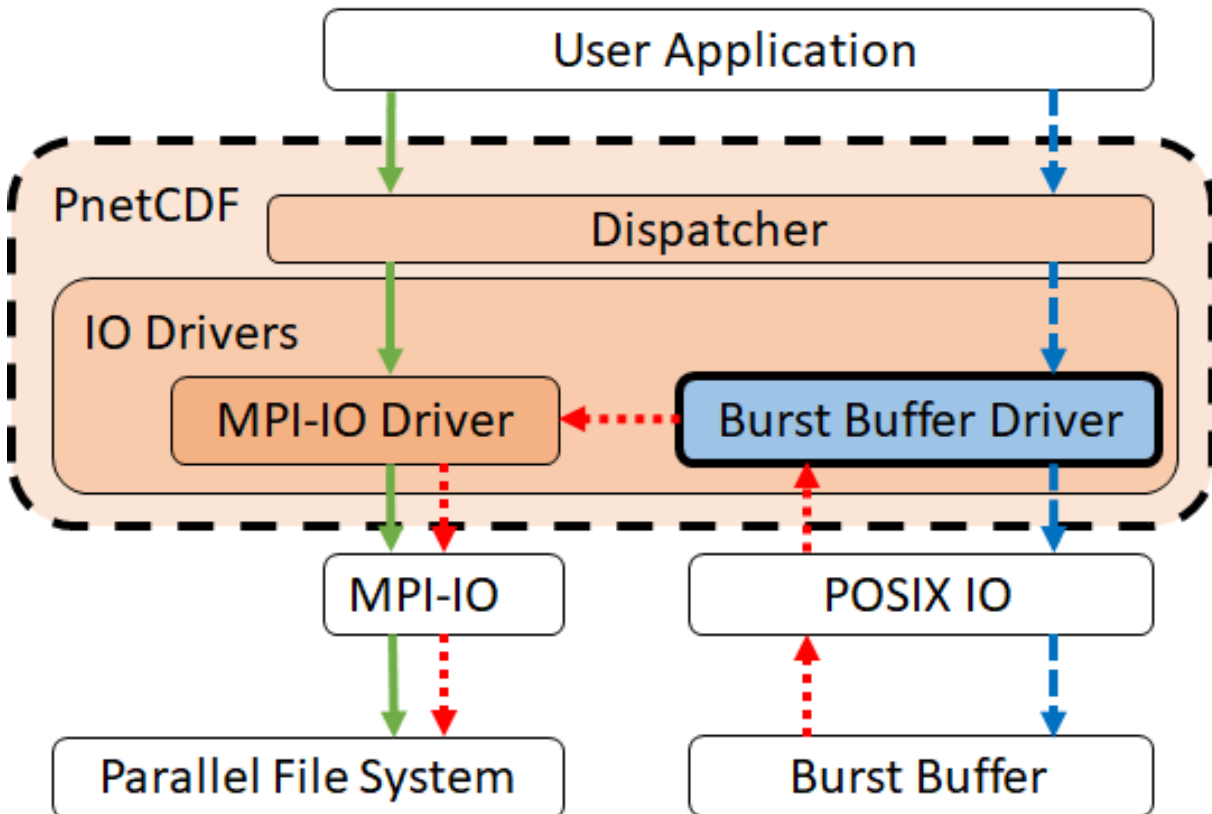 User Application
PnetCDF
Dispatcher
IO Drivers
MPI-IO Driver
Burst Buffer Driver
MPI-IO
POSIX IO
Parallel File System
Burst Buffer